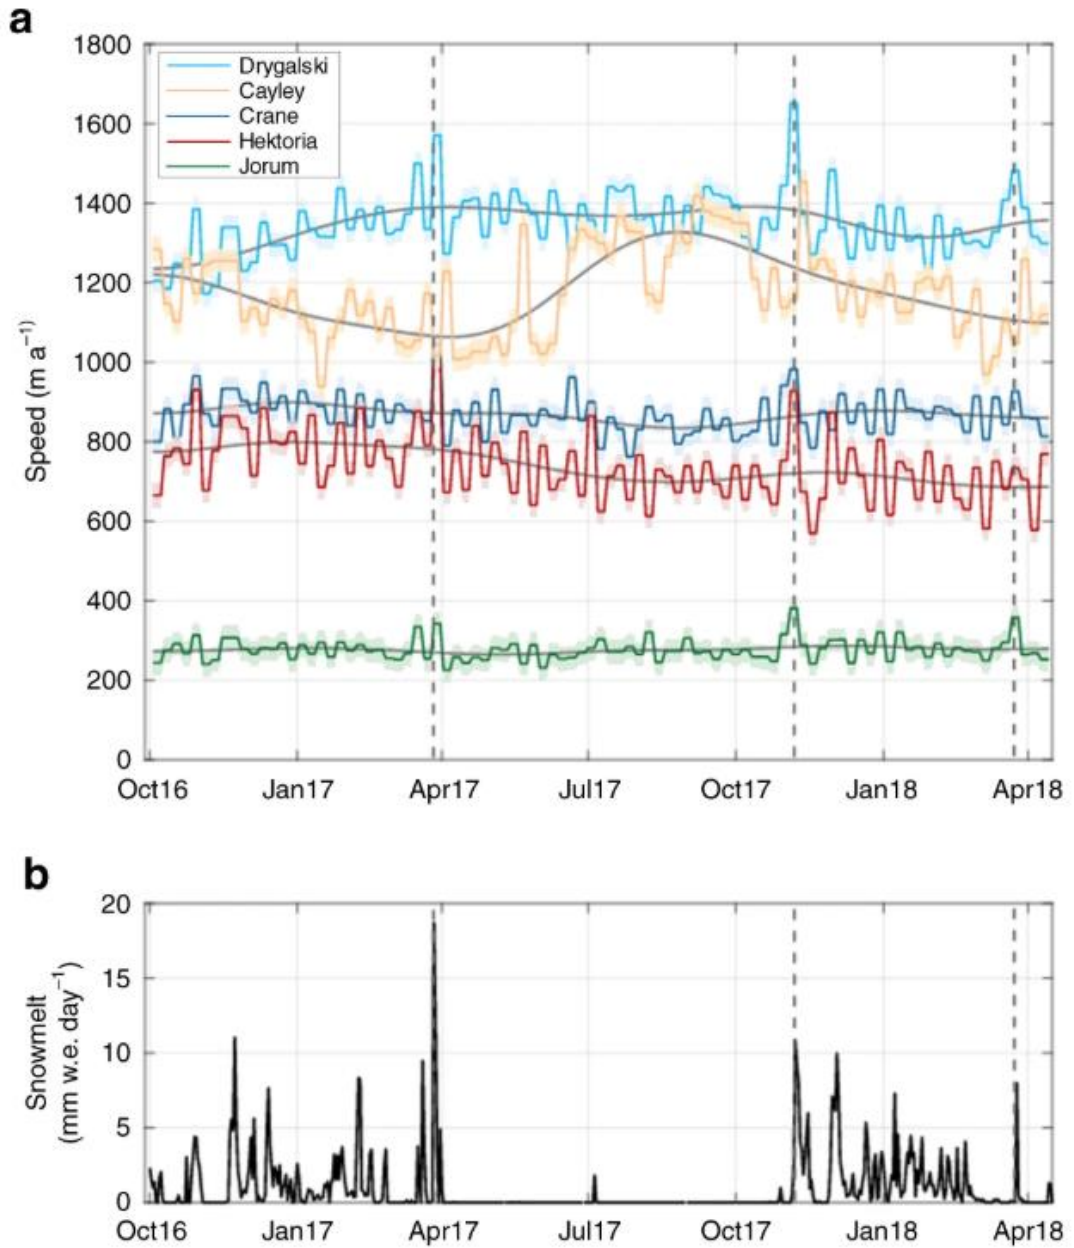 a
1800
1600
1400
1200
1000
800
600
400
200
0
Speed (m a⁻¹)
Drygalski
Cayley
Crane
Hektoria
Jorum
Oct16 Jan17 Apr17 Jul17 Oct17 Jan18 Apr18
b
20
15
10
5
0
Snowmelt
(mm w.e. day⁻¹)
Oct16 Jan17 Apr17 Jul17 Oct17 Jan18 Apr18